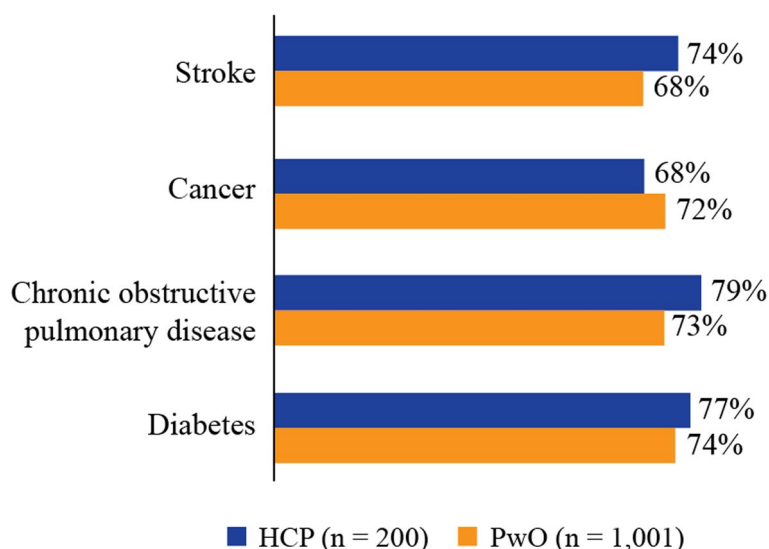 Stroke
74%
68%
Cancer
68%
72%
Chronic obstructive
pulmonary disease
79%
73%
Diabetes
77%
74%
HCP (n = 200) PwO (n = 1,001)